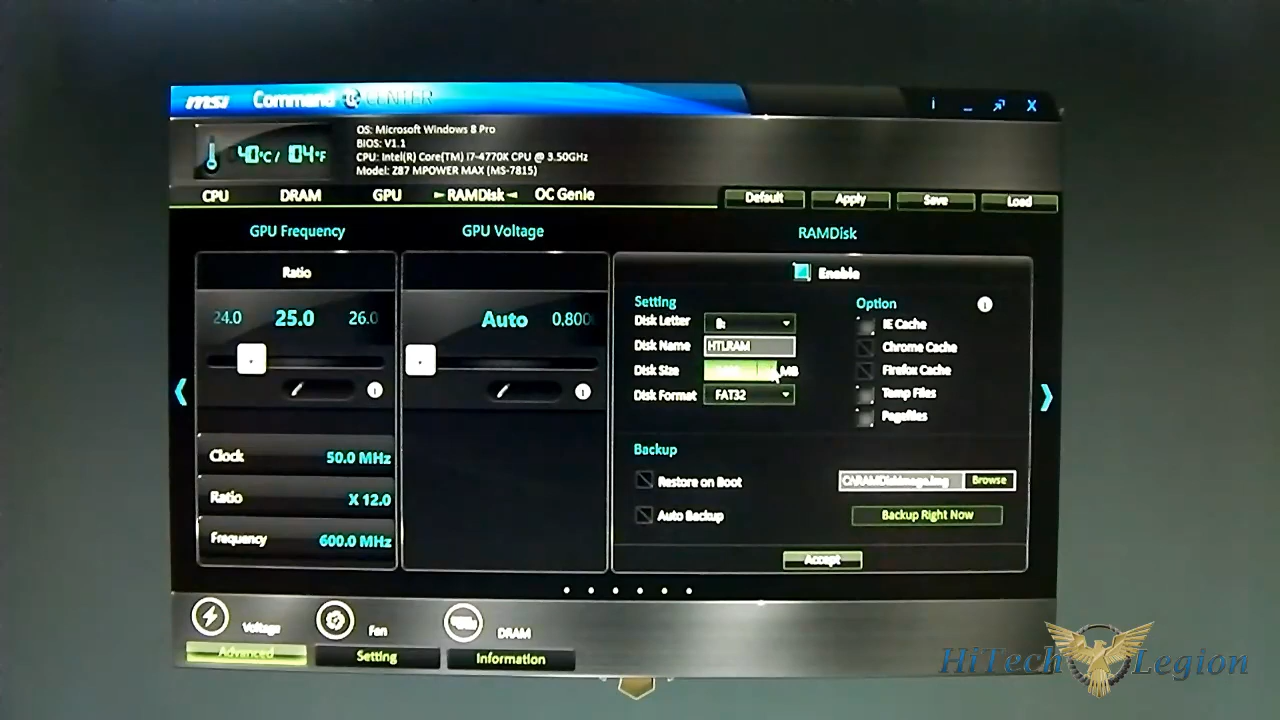 msi Command CENTER
i _ X
40°C / 104°F
OS: Microsoft Windows 8 Pro
BIOS: V1.1
CPU: Intel(R) Core(TM) i7-4770K CPU @ 3.50GHz
Model: Z87 MPOWER MAX (MS-7815)
CPU DRAM GPU RAMDisk OC Genie
Default Apply Save Load
GPU Frequency
Ratio
24.0 25.0 26.0
Clock 50.0 MHz
Ratio X 12.0
Frequency 600.0 MHz
GPU Voltage
Auto 0.800
RAMDisk
Enable
Setting
Disk Letter
Disk Name HTLRAM
Disk Size MB
Disk Format FAT32
Option
IE Cache
Chrome Cache
Firefox Cache
Temp Files
Pagefiles
Backup
Restore on Boot
Browse
Auto Backup
Backup Right Now
Accept
Voltage Fan DRAM
Advanced Setting Information
HiTech Legion